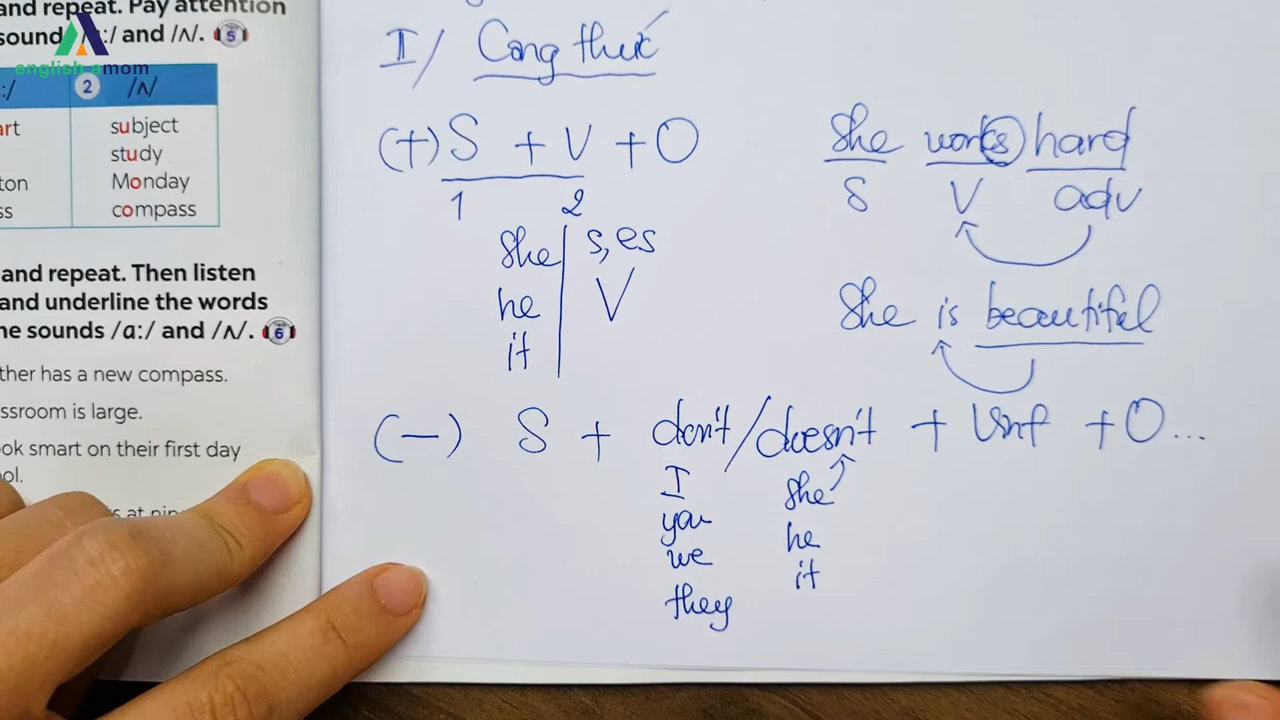 and repeat. Pay attention
sound /ɑ:/ and /ʌ/. 5
english amom
:/ 2 /ʌ/
art subject
study
ton Monday
ss compass
and repeat. Then listen
and underline the words
he sounds /ɑ:/ and /ʌ/. 6
ther has a new compass.
ssroom is large.
ok smart on their first day
ol.
s at nin
I/ Công thức
(+) S + V + O
1 2
she s, es
he V
it
She works hard
S V adv
She is beautiful
(-) S + don't/doesn't + Vinf + O...
I she
you he
we it
they